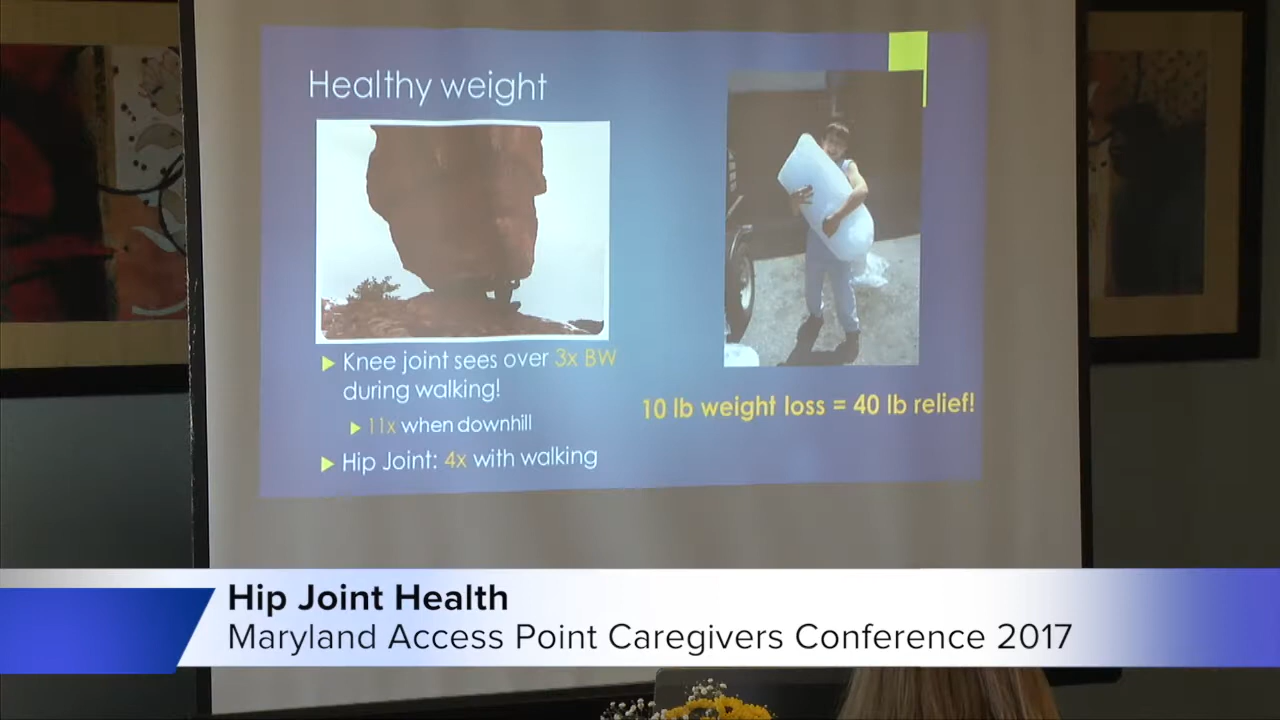 Healthy weight
Knee joint sees over 3x BW
during walking!
11x when downhill
Hip Joint: 4x with walking
10 lb weight loss = 40 lb relief!
Hip Joint Health
Maryland Access Point Caregivers Conference 2017